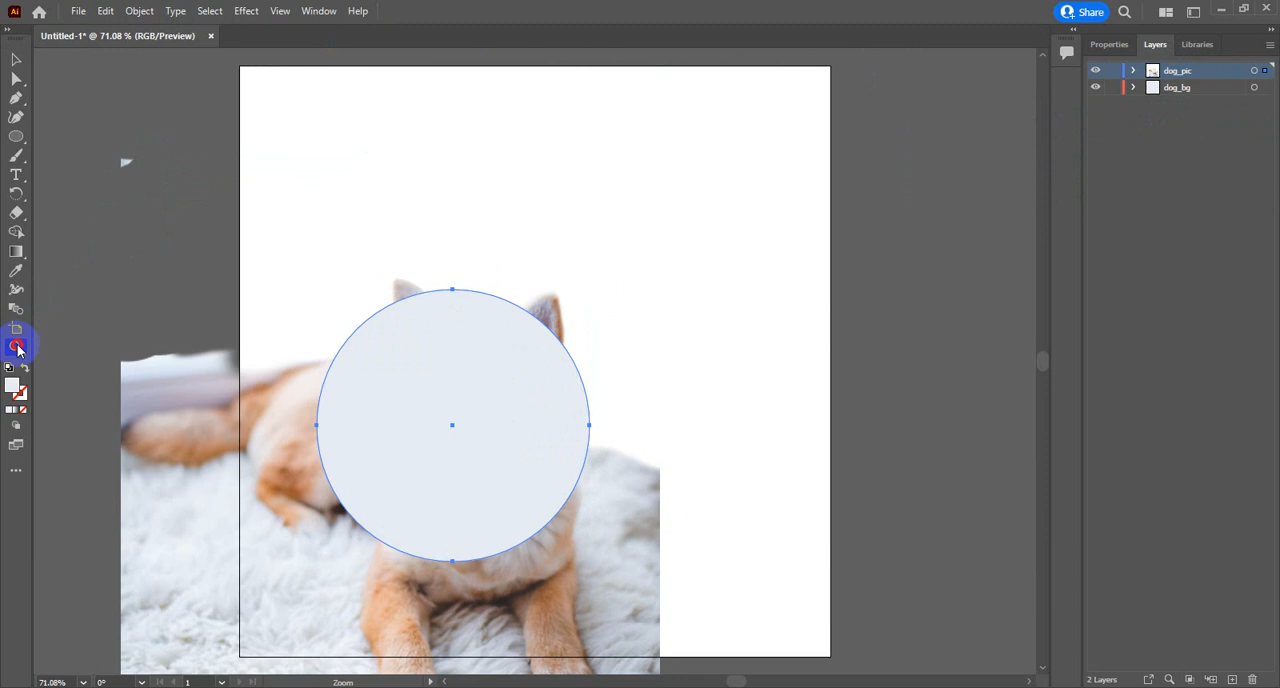 Ai File Edit Object Type Select Effect View Window Help Share
Untitled-1* @ 71.08 % (RGB/Preview) ×
Properties Layers Libraries
dog_pic
dog_bg
T
71.08% 0° 1 Zoom 2 Layers